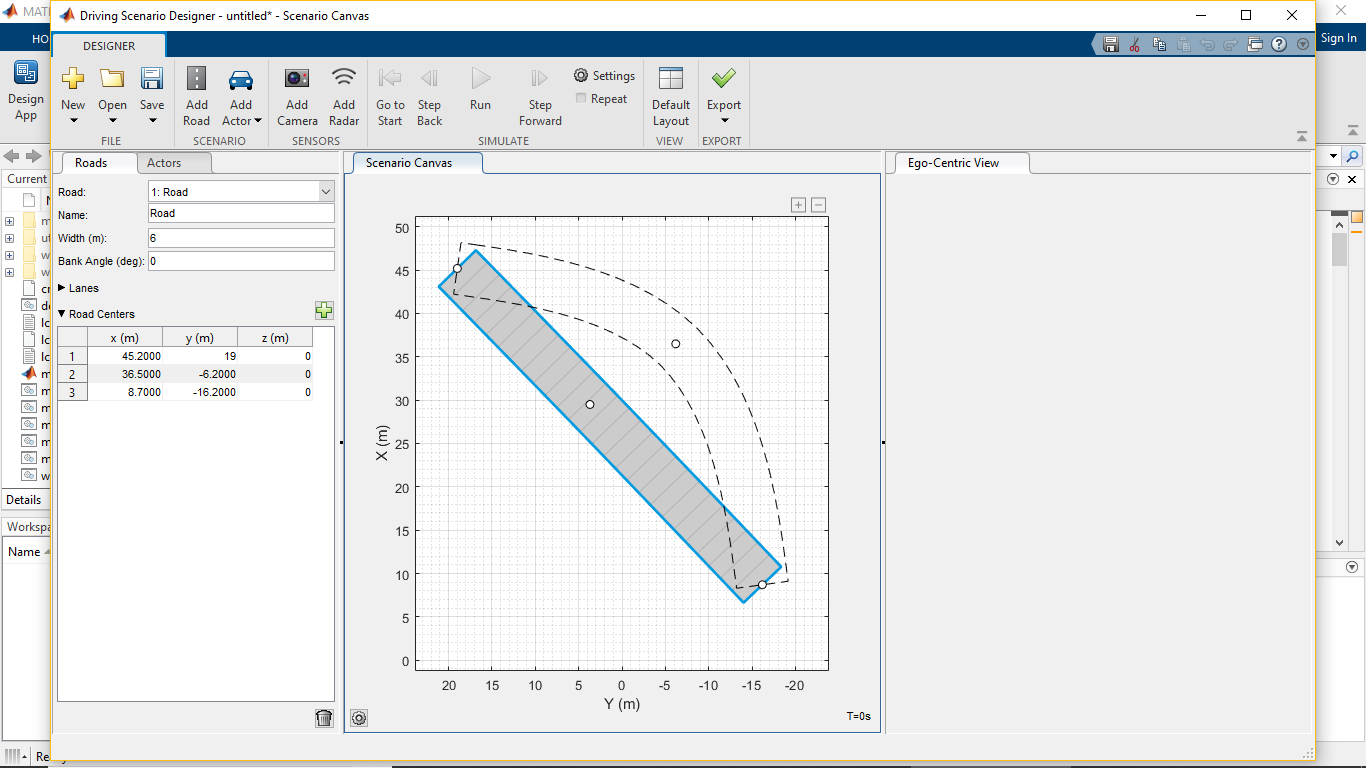 MAT
Driving Scenario Designer - untitled* - Scenario Canvas
HO
DESIGNER
Sign In
Design App
New
Open
Save
Add Road
Add Actor
Add Camera
Add Radar
Go to Start
Step Back
Run
Step Forward
Settings
Repeat
Default Layout
Export
FILE
SCENARIO
SENSORS
SIMULATE
VIEW
EXPORT
Roads
Actors
Scenario Canvas
Ego-Centric View
Current
Road:
1: Road
Name:
Road
Width (m):
6
Bank Angle (deg):
0
Lanes
Road Centers
x (m) y (m) z (m)
1 45.2000 19 0
2 36.5000 -6.2000 0
3 8.7000 -16.2000 0
50
45
40
35
30
25
20
15
10
5
0
X (m)
20 15 10 5 0 -5 -10 -15 -20
Y (m)
T=0s
Details
Workspa
Name
Re